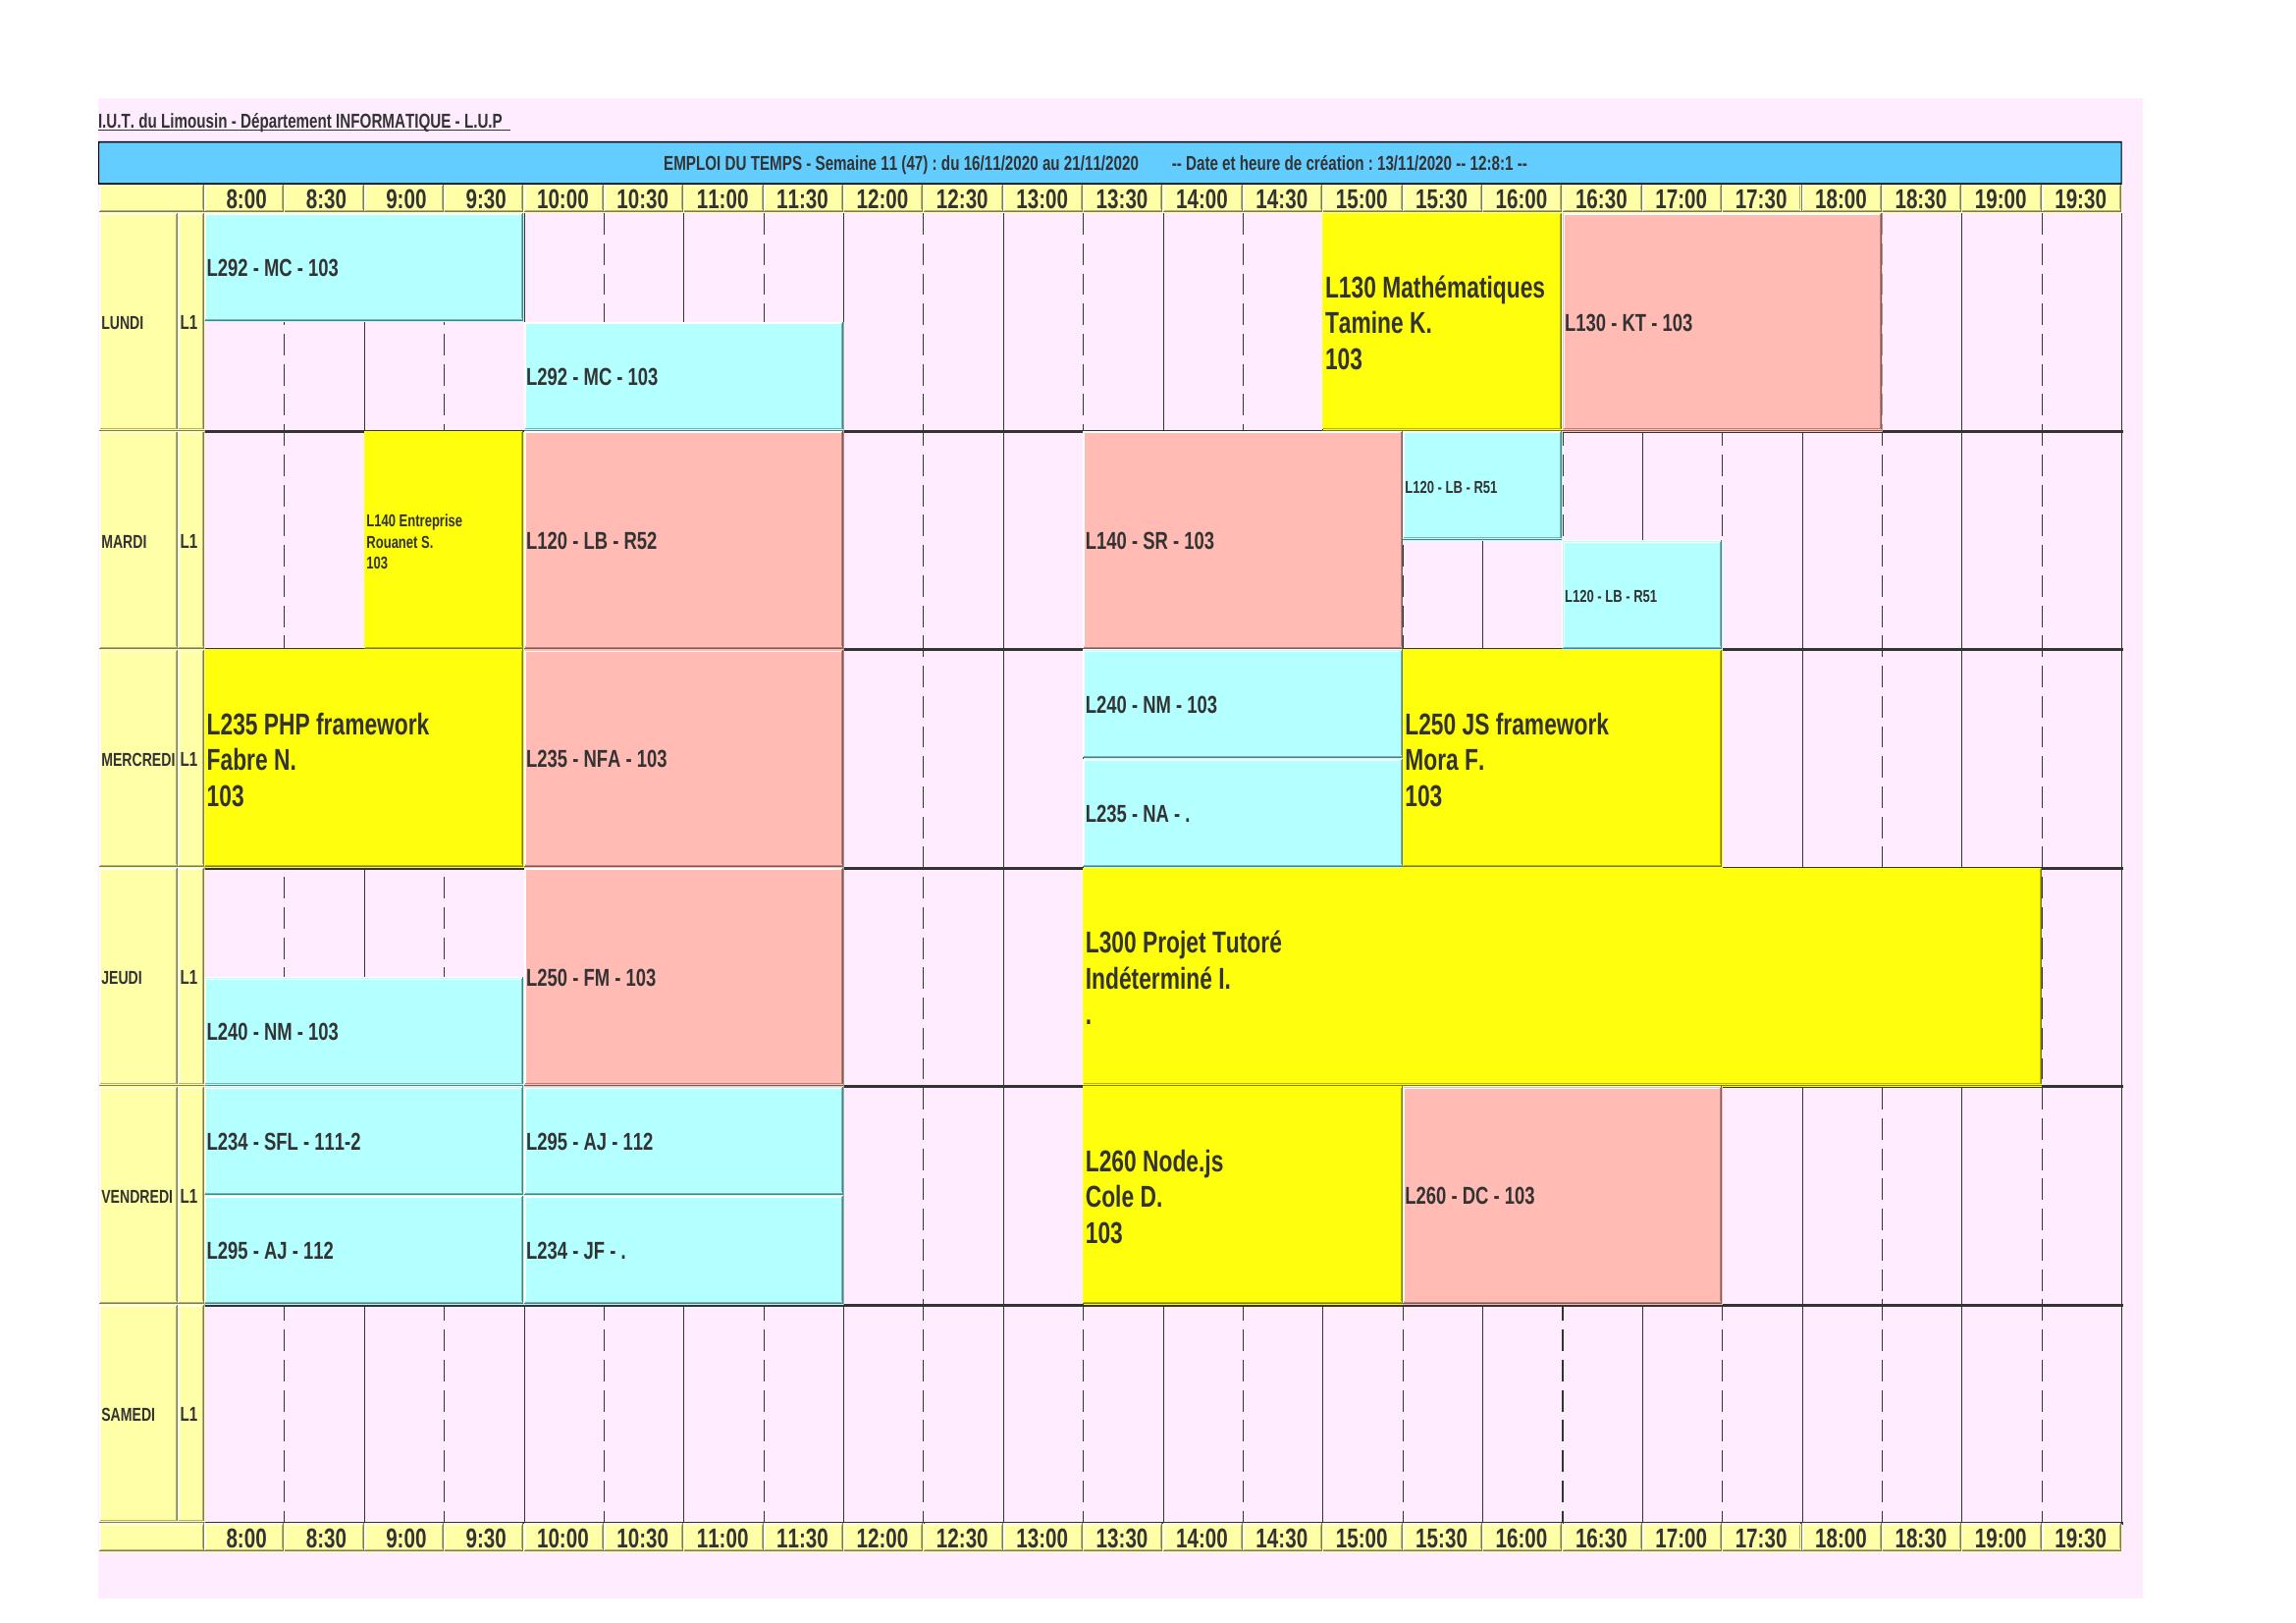 I.U.T. du Limousin - Département INFORMATIQUE - L.U.P
EMPLOI DU TEMPS - Semaine 11 (47) : du 16/11/2020 au 21/11/2020 -- Date et heure de création : 13/11/2020 -- 12:8:1 --
8:00 8:30 9:00 9:30 10:00 10:30 11:00 11:30 12:00 12:30 13:00 13:30 14:00 14:30 15:00 15:30 16:00 16:30 17:00 17:30 18:00 18:30 19:00 19:30
LUNDI L1
L292 - MC - 103
L292 - MC - 103
L130 Mathématiques
Tamine K.
103
L130 - KT - 103
MARDI L1
L140 Entreprise
Rouanet S.
103
L120 - LB - R52
L140 - SR - 103
L120 - LB - R51
L120 - LB - R51
MERCREDI L1
L235 PHP framework
Fabre N.
103
L235 - NFA - 103
L240 - NM - 103
L235 - NA - .
L250 JS framework
Mora F.
103
JEUDI L1
L240 - NM - 103
L250 - FM - 103
L300 Projet Tutoré
Indéterminé I.
.
VENDREDI L1
L234 - SFL - 111-2
L295 - AJ - 112
L295 - AJ - 112
L234 - JF - .
L260 Node.js
Cole D.
103
L260 - DC - 103
SAMEDI L1
8:00 8:30 9:00 9:30 10:00 10:30 11:00 11:30 12:00 12:30 13:00 13:30 14:00 14:30 15:00 15:30 16:00 16:30 17:00 17:30 18:00 18:30 19:00 19:30